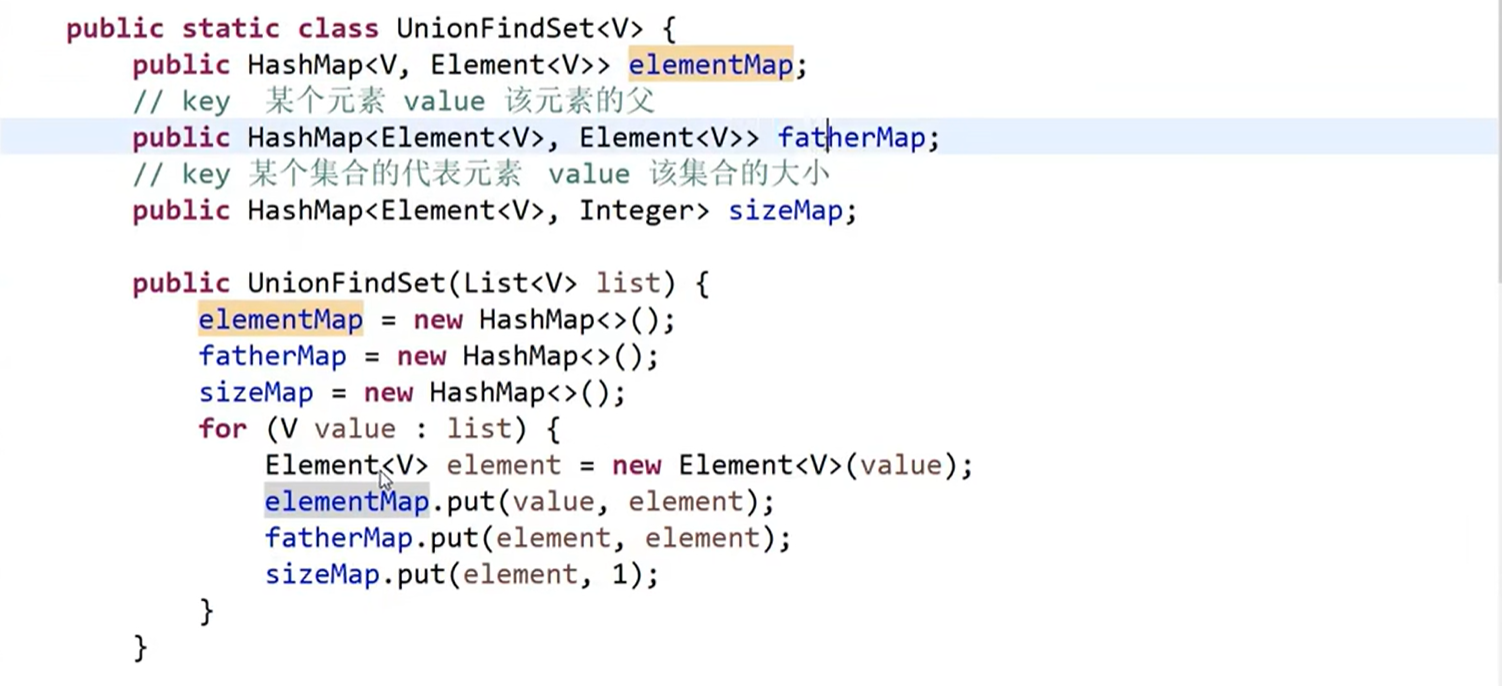 public static class UnionFindSet<V> {
public HashMap<V, Element<V>> elementMap;
// key 某个元素 value 该元素的父
public HashMap<Element<V>, Element<V>> fatherMap;
// key 某个集合的代表元素 value 该集合的大小
public HashMap<Element<V>, Integer> sizeMap;
public UnionFindSet(List<V> list) {
elementMap = new HashMap<>();
fatherMap = new HashMap<>();
sizeMap = new HashMap<>();
for (V value : list) {
Element<V> element = new Element<V>(value);
elementMap.put(value, element);
fatherMap.put(element, element);
sizeMap.put(element, 1);
}
}